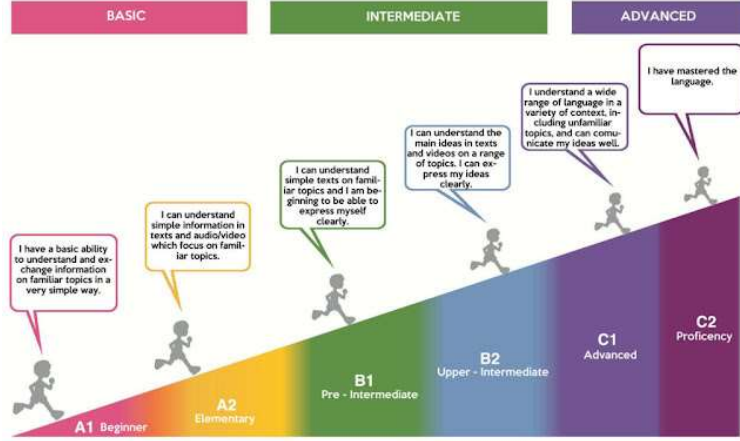 BASIC
INTERMEDIATE
ADVANCED
I have a basic ability
to understand and ex-
change information
on familiar topics in a
very simple way.
I can understand
simple information in
texts and audio/video
which focus on famil-
iar topics.
I can understand
simple texts on famil-
iar topics and I am be-
ginning to be able to
express myself
clearly.
I can understand the
main ideas in texts
and videos on a range
of topics. I can ex-
press my ideas
clearly.
I understand a wide
range of language in a
variety of context, in-
cluding unfamiliar
topics, and can comu-
nicate my ideas well.
I have mastered the
language.
A1 Beginner
A2
Elementary
B1
Pre - Intermediate
B2
Upper - Intermediate
C1
Advanced
C2
Proficency